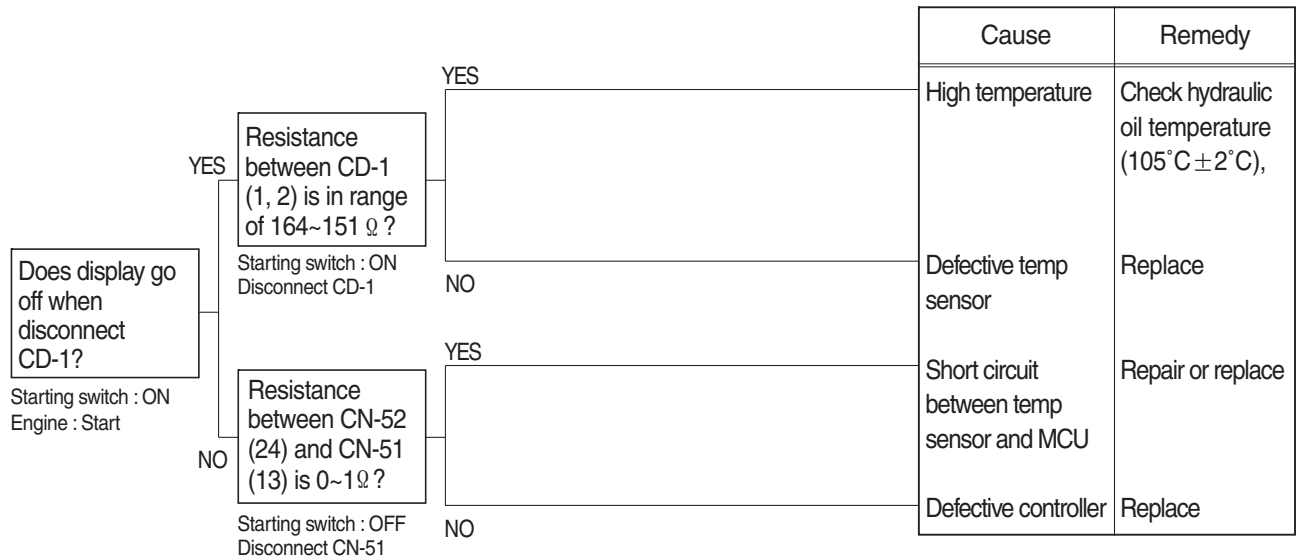 Does display go
off when
disconnect
CD-1?
Starting switch : ON
Engine : Start
YES
Resistance
between CD-1
(1, 2) is in range
of 164~151 Ω ?
Starting switch : ON
Disconnect CD-1
YES
NO
NO
Resistance
between CN-52
(24) and CN-51
(13) is 0~1Ω ?
Starting switch : OFF
Disconnect CN-51
YES
NO
Cause
Remedy
High temperature
Check hydraulic
oil temperature
(105˚C±2˚C),
Defective temp
sensor
Replace
Short circuit
between temp
sensor and MCU
Repair or replace
Defective controller
Replace